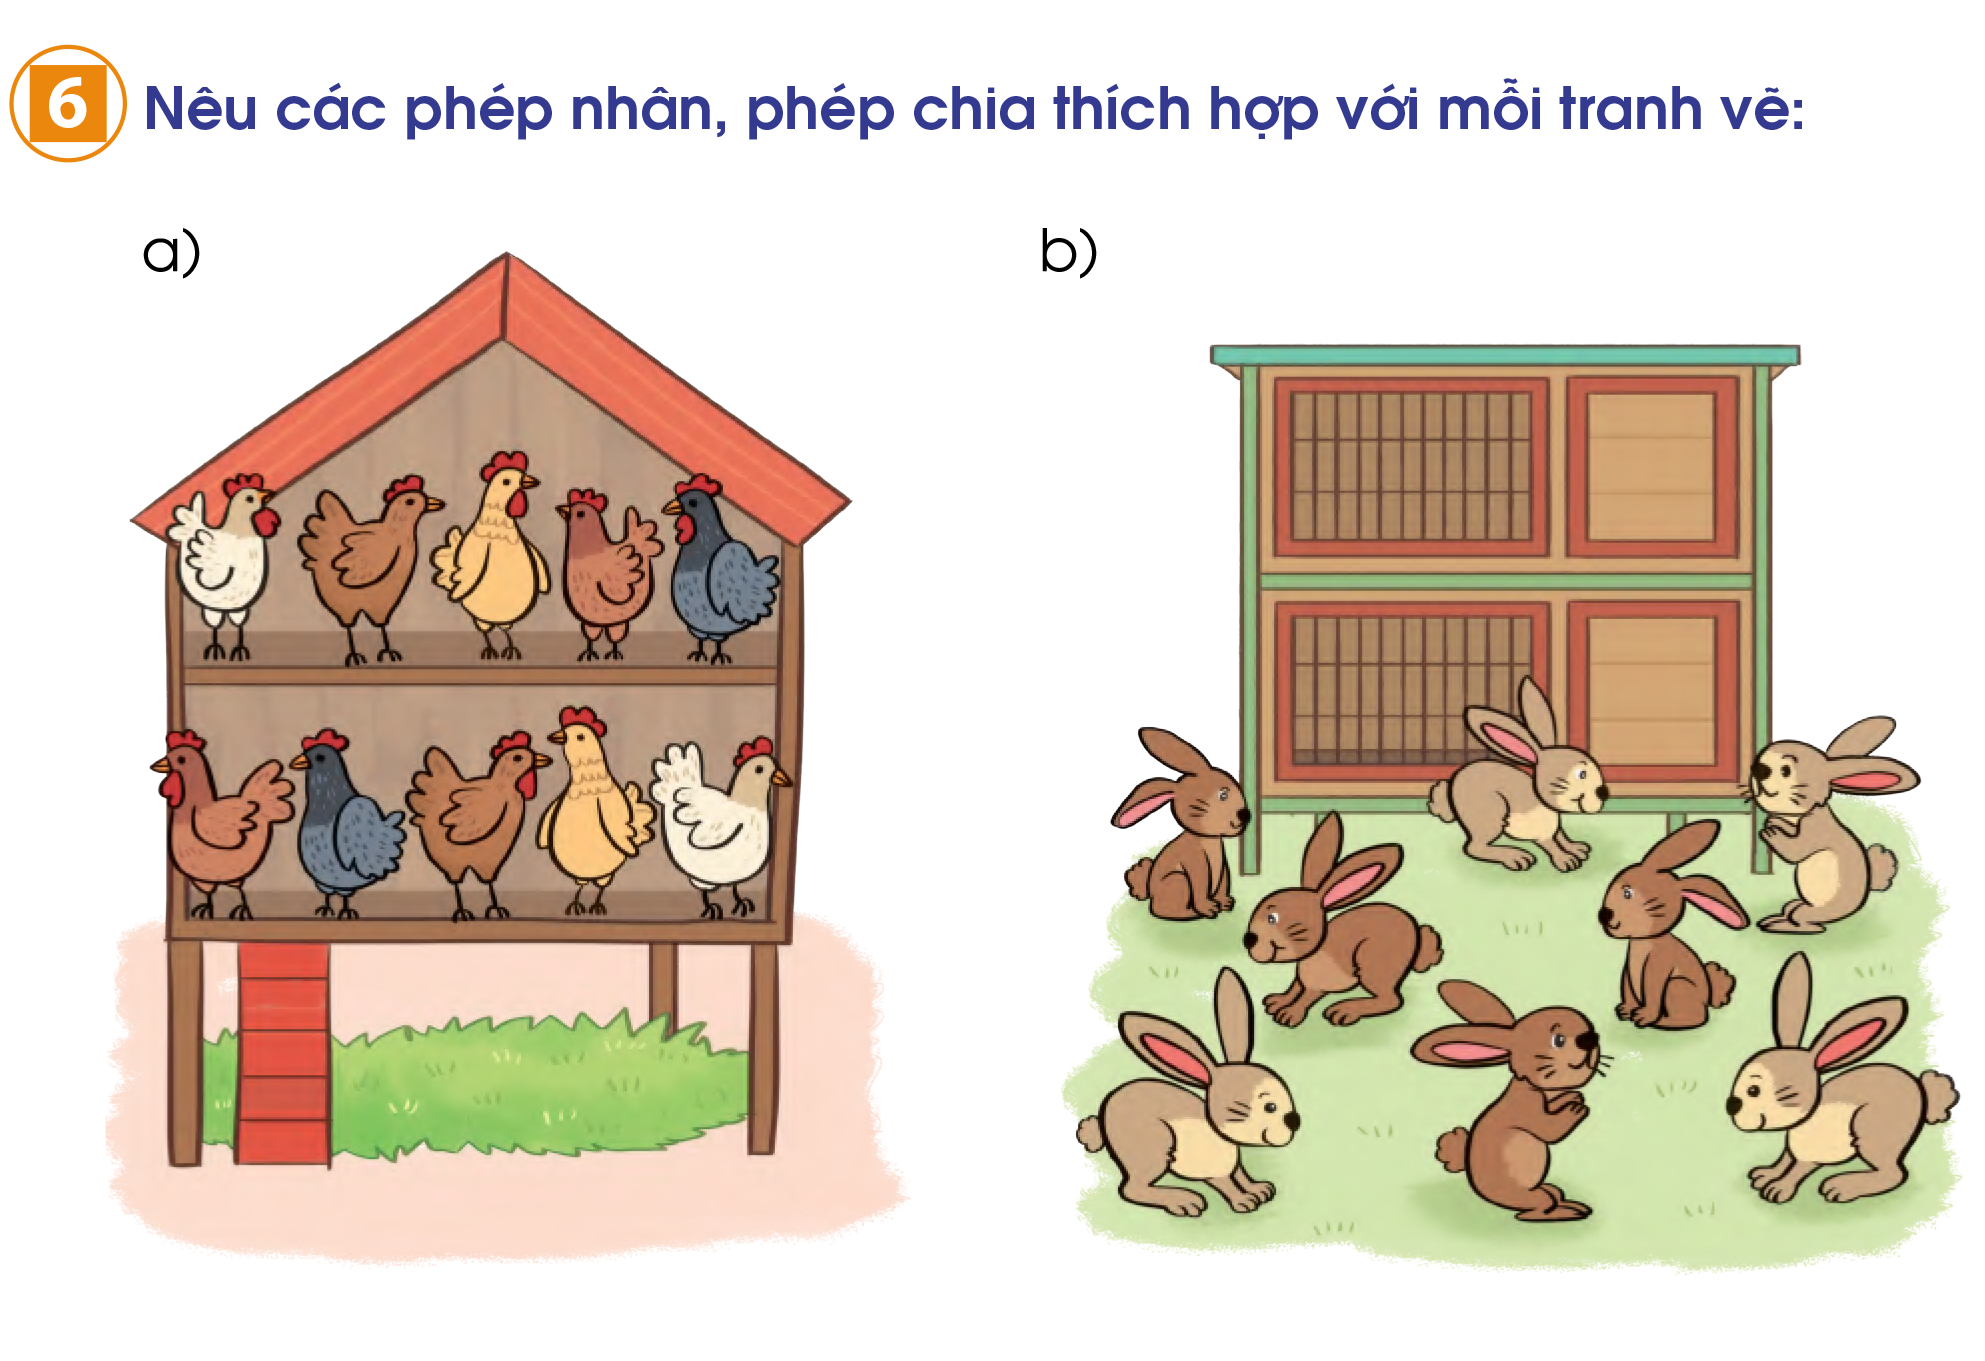 6 Nêu các phép nhân, phép chia thích hợp với mỗi tranh vẽ:
a) b)